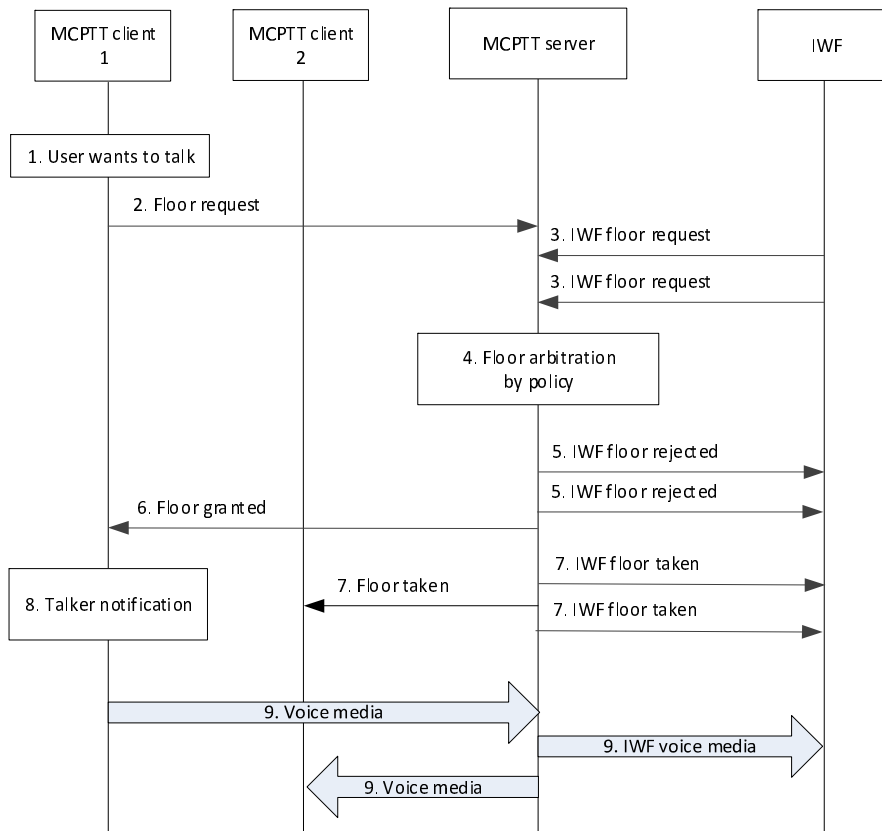 MCPTT client
1
MCPTT client
2
MCPTT server
IWF
1. User wants to talk
2. Floor request
3. IWF floor request
3. IWF floor request
4. Floor arbitration
by policy
5. IWF floor rejected
5. IWF floor rejected
6. Floor granted
7. IWF floor taken
7. Floor taken
8. Talker notification
7. IWF floor taken
9. Voice media
9. IWF voice media
9. Voice media